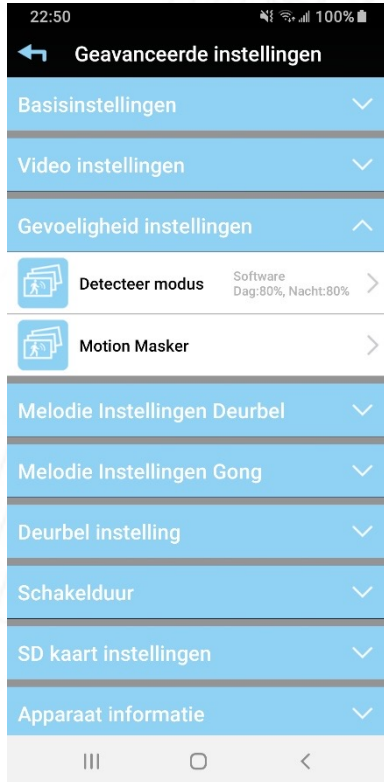 22:50 100%
Geavanceerde instellingen
Basisinstellingen
Video instellingen
Gevoeligheid instellingen
Detecteer modus
Software
Dag:80%, Nacht:80%
Motion Masker
Melodie Instellingen Deurbel
Melodie Instellingen Gong
Deurbel instelling
Schakelduur
SD kaart instellingen
Apparaat informatie